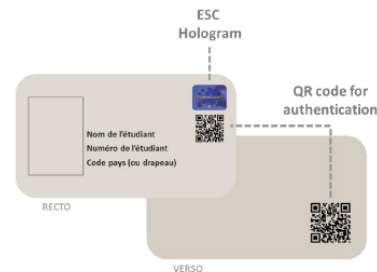 ESC
Hologram
QR code for
authentication
Nom de l'étudiant
Numéro de l'étudiant
Code pays (ou drapeau)
RECTO
VERSO